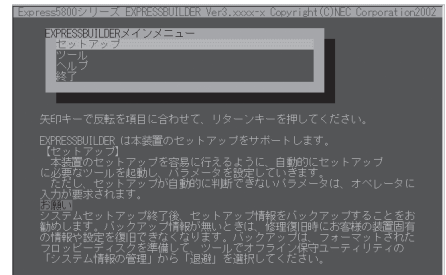 Express5800シリーズ EXPRESSBUILDER Ver3.xxxx-x Copyright(C)NEC Corporation2002
EXPRESSBUILDERメインメニュー
セットアップ
ツール
ヘルプ
終了
矢印キーで反転を項目に合わせて、リターンキーを押してください。
EXPRESSBUILDER は本装置のセットアップをサポートします。
【セットアップ】
本装置のセットアップを容易に行えるように、自動的にセットアップ
に必要なツールを起動し、パラメータを設定していきます。
ただし、セットアップが自動的に判断できないパラメータは、オペレータに
入力が要求されます。
お願い
システムセットアップ終了後、セットアップ情報をバックアップすることをお
勧めします。バックアップ情報が無いときは、修理復旧時にお客様の装置固有
の情報や設定を復旧できなくなります。バックアップは、フォーマットされた
フロッピーディスクを準備して、ツールでオフライン保守ユーティリティの
「システム情報の管理」から「退避」を選択してください。